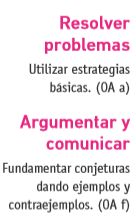 Resolver
problemas
Utilizar estrategias
básicas. (OA a)
Argumentar y
comunicar
Fundamentar conjeturas
dando ejemplos y
contraejemplos. (OA f)